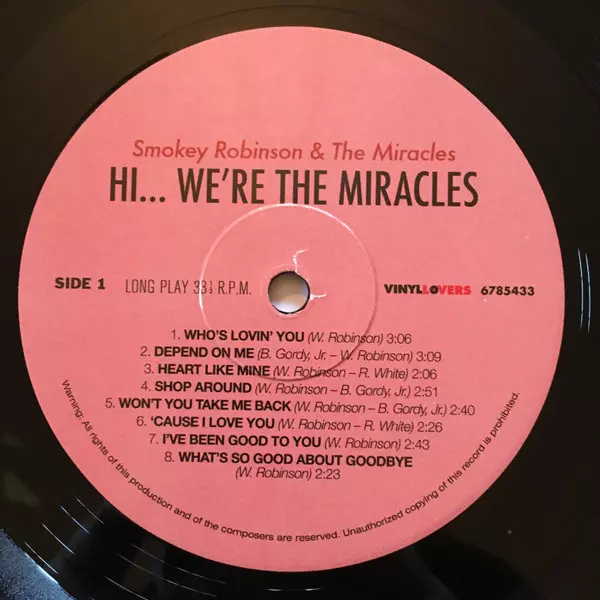 Smokey Robinson & The Miracles
HI... WE'RE THE MIRACLES
SIDE 1 LONG PLAY 33⅓ R.P.M. VINYLLOVERS 6785433
1. WHO'S LOVIN' YOU (W. Robinson) 3:06
2. DEPEND ON ME (B. Gordy, Jr. – W. Robinson) 3:09
3. HEART LIKE MINE (W. Robinson – R. White) 2:06
4. SHOP AROUND (W. Robinson – B. Gordy, Jr.) 2:51
5. WON'T YOU TAKE ME BACK (W. Robinson – B. Gordy, Jr.) 2:40
6. 'CAUSE I LOVE YOU (W. Robinson – R. White) 2:26
7. I'VE BEEN GOOD TO YOU (W. Robinson) 2:43
8. WHAT'S SO GOOD ABOUT GOODBYE
(W. Robinson) 2:23
Warning: All rights of this production and of the composers are reserved. Unauthorized copying of this record is prohibited.